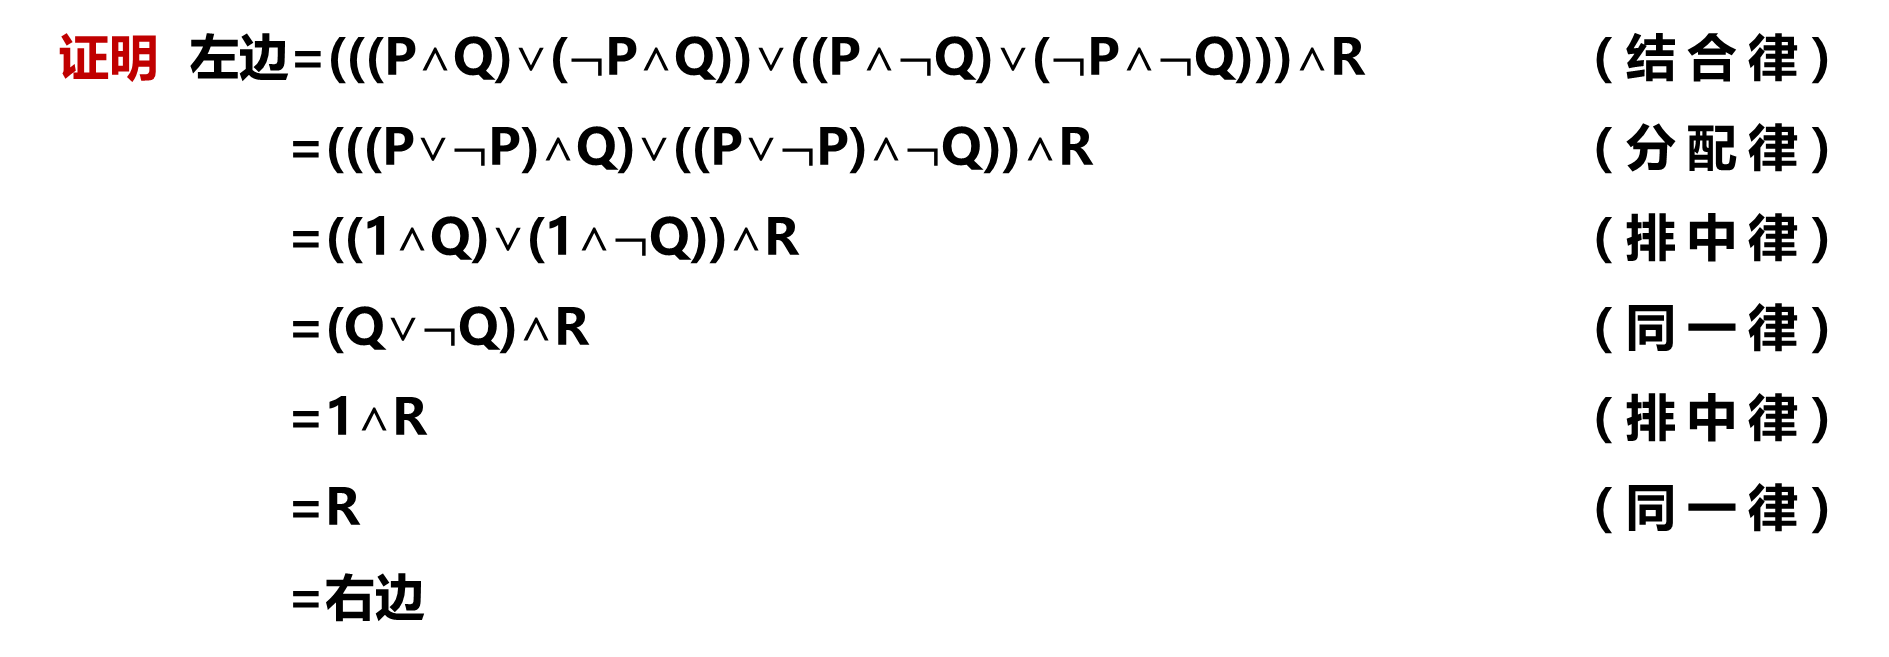 证明 左边=(((P∧Q)∨(¬P∧Q))∨((P∧¬Q)∨(¬P∧¬Q)))∧R (结合律)
=(((P∨¬P)∧Q)∨((P∨¬P)∧¬Q))∧R (分配律)
=((1∧Q)∨(1∧¬Q))∧R (排中律)
=(Q∨¬Q)∧R (同一律)
=1∧R (排中律)
=R (同一律)
=右边